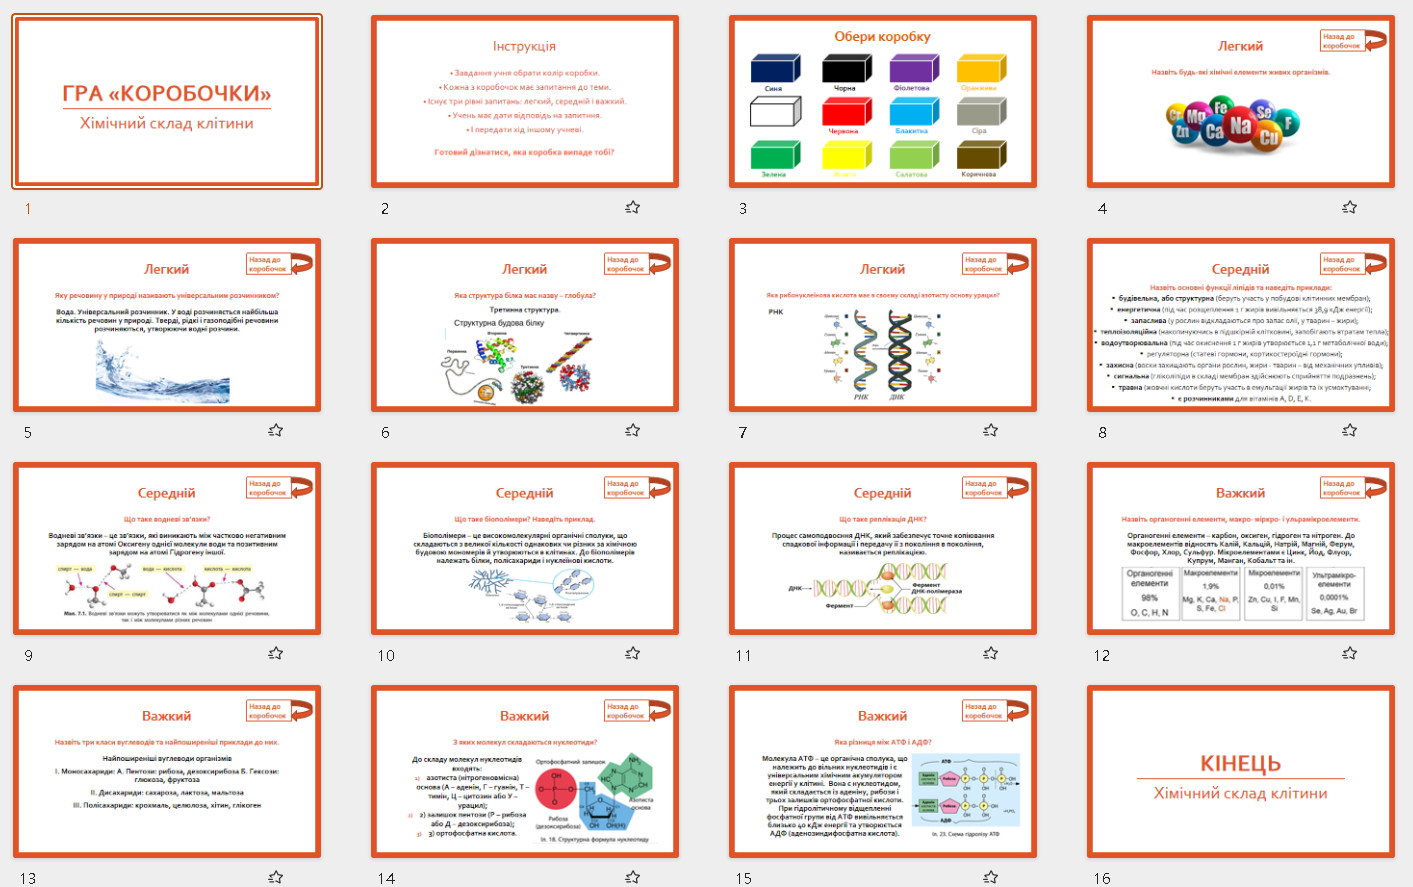 ГРА «КОРОБОЧКИ»
Хімічний склад клітини
1
Інструкція
• Завдання учня обрати колір коробки.
• Кожна з коробочок має запитання до теми.
• Існує три рівні запитань: легкий, середній і важкий.
• Учень має дати відповідь на запитння.
• І передати хід іншому учневі.
Готовий дізнатися, яка коробка випаде тобі?
2
Обери коробку
Синя
Чорна
Фіолетова
Оранжева
Червона
Блакитна
Сіра
Зелена
Салатова
Коричнева
3
Назад до
коробочок
Легкий
Назвіть будь-які хімічні елементи живих організмів.
Cr Mg Fe Se F
Zn Ca Na Cu
4
Назад до
коробочок
Легкий
Яку речовину у природі називають універсальним розчинником?
Вода. Універсальний розчинник. У воді розчиняється найбільша
кількість речовин у природі. Тверді, рідкі і газоподібні речовини
розчиняються, утворюючи водні розчини.
5
Назад до
коробочок
Легкий
Яка структура білка має назву – глобула?
Третинна структура.
Структурна будова білку
Вторинна
Четвертинна
Первинна
Третинна
6
Назад до
коробочок
Легкий
Яка рибонуклеїнова кислота має в своєму складі азотисту основу урацил?
РНК
РНК
ДНК
7
Назад до
коробочок
Середній
Назвіть основні функції ліпідів та наведіть приклади:
• будівельна, або структурна (беруть участь у побудові клітинних мембран);
• енергетична (під час розщеплення 1 г жирів вивільняється 38,9 кДж енергії);
• запаслива (у рослин відкладаються про запас олії, у тварин – жири);
• теплоізоляційна (накопичуючись в підшкірній клітковині, запобігають втратам тепла);
• водоутворювальна (під час окиснення 1 г жирів утворюється 1,1 г метаболічної води);
• регуляторна (статеві гормони, кортикостероїдні гормони);
• захисна (воски захищають органи рослин, жири - тварин – від механічних упливів);
• сигнальна (гліколіпіди в складі мембран здійснюють сприйняття подразнень);
• травна (жовчні кислоти беруть участь в емульгації жирів та їх усмоктуванні;
• є розчинниками для вітамінів A, D, E, K.
8
Назад до
коробочок
Середній
Що таке водневі зв'язки?
Водневі зв'язки – це зв'язки, які виникають між частково негативним
зарядом на атомі Оксигену однієї молекули води та позитивним
зарядом на атомі Гідрогену іншої.
спирт — вода
вода — кислота
кислота — кислота
спирт — спирт
Мал. 7.1. Водневі зв'язки можуть утворюватися як між молекулами однієї речовини,
так і між молекулами різних речовин
9
Назад до
коробочок
Середній
Що таке біополімери? Наведіть приклад.
Біополімери – це високомолекулярні органічні сполуки, що
складаються з великої кількості однакових чи різних за хімічною
будовою мономерів й утворюються в клітинах. До біополімерів
належать білки, полісахариди і нуклеїнові кислоти.
10
Назад до
коробочок
Середній
Що таке реплікація ДНК?
Процес самоподвоєння ДНК, який забезпечує точне копіювання
спадкової інформації і передачу її з покоління в покоління,
називається реплікацією.
ДНК
Фермент
ДНК-полімераза
Фермент
11
Назад до
коробочок
Важкий
Назвіть органогенні елементи, макро- міркро- і ультрамікроелементи.
Органогенні елементи – карбон, оксиген, гідроген та нітроген. До
макроелементів відносять Калій, Кальцій, Натрій, Магній, Ферум,
Фосфор, Хлор, Сульфур. Мікроелементами є Цинк, Йод, Флуор,
Купрум, Манган, Кобальт та ін.
Органогенні елементи 98% O, C, H, N
Макроелементи 1,9% Mg, K, Ca, Na, P, S, Fe, Cl
Мікроелементи 0,01% Zn, Cu, I, F, Mn, Si
Ультрамікро-елементи 0,0001% Se, Ag, Au, Br
12
Назад до
коробочок
Важкий
Назвіть три класи вуглеводів та найпоширеніші приклади до них.
Найпоширеніші вуглеводи організмів
I. Моносахариди: А. Пентози: рибоза, дезоксирибоза Б. Гексози:
глюкоза, фруктоза
II. Дисахариди: сахароза, лактоза, мальтоза
III. Полісахариди: крохмаль, целюлоза, хітин, глікоген
13
Назад до
коробочок
Важкий
З яких молекул складаються нуклеотиди?
До складу молекул нуклеотидів
входять:
1) азотиста (нітрогеновмісна)
основа (А – аденін, Г – гуанін, Т –
тимін, Ц – цитозин або У –
урацил);
2) 2) залишок пентози (Р – рибоза
або Д – дезоксирибоза);
3) 3) ортофосфатна кислота.
Ортофосфатний залишок
Азотиста
основа
Рибоза
(дезоксирибоза)
Іл. 18. Структурна формула нуклеотиду
14
Назад до
коробочок
Важкий
Яка різниця між АТФ і АДФ?
Молекула АТФ – це органічна сполука, що
належить до вільних нуклеотидів і є
універсальним хімічним акумулятором
енергії у клітині. Вона є нуклеотидом,
який складається із аденіну, рибози і
трьох залишків ортофосфатної кислоти.
При гідролітичному відщепленні
фосфатної групи від АТФ вивільняється
близько 40 кДж енергії та утворюється
АДФ (аденозиндифосфатна кислота).
АТФ
АДФ
Іл. 23. Схема гідролізу АТФ
15
КІНЕЦЬ
Хімічний склад клітини
16